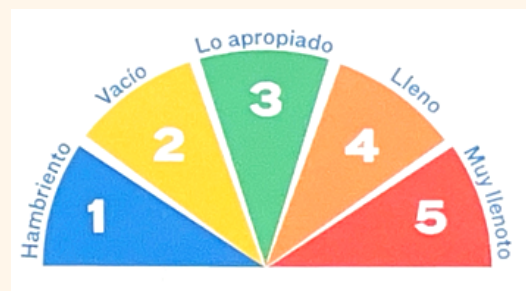 Hambriento
1
Vacío
2
Lo apropiado
3
Lleno
4
Muy llenoto
5